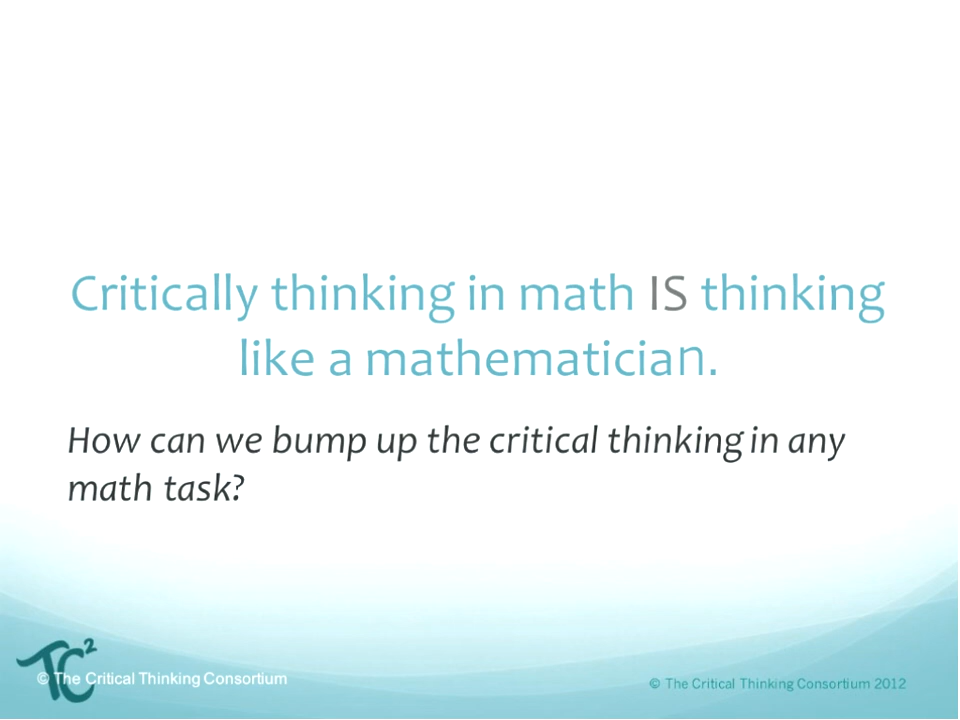 Critically thinking in math IS thinking
like a mathematician.
How can we bump up the critical thinking in any
math task?
TC²
© The Critical Thinking Consortium
© The Critical Thinking Consortium 2012